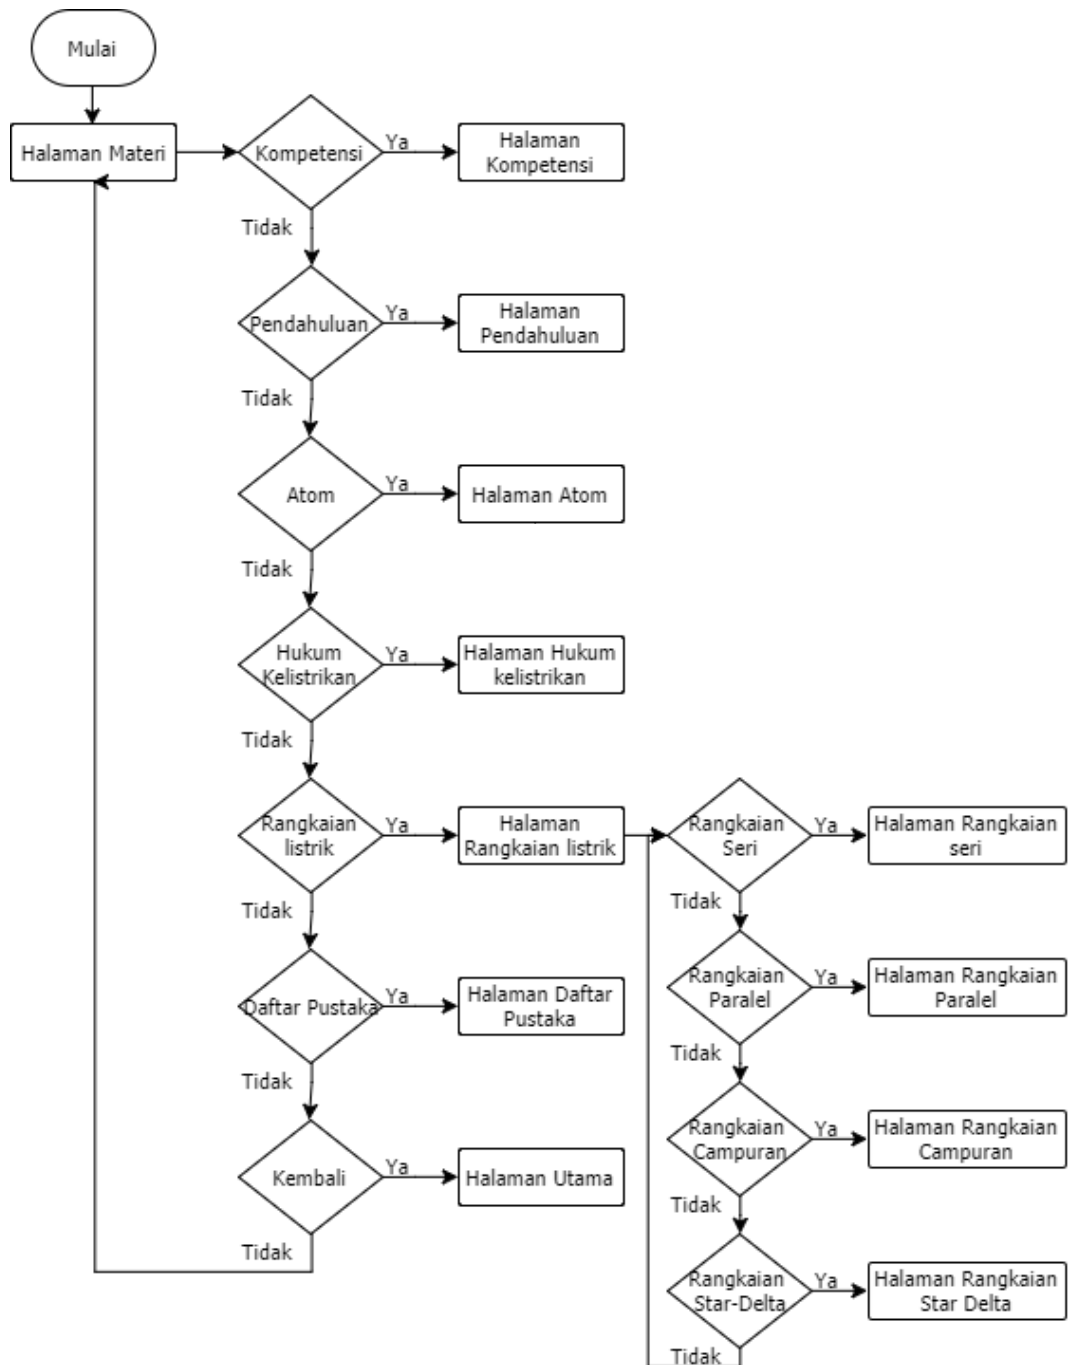 Mulai
Halaman Materi
Kompetensi
Ya
Halaman
Kompetensi
Tidak
Pendahuluan
Ya
Halaman
Pendahuluan
Tidak
Atom
Ya
Halaman Atom
Tidak
Hukum
Kelistrikan
Ya
Halaman Hukum
kelistrikan
Tidak
Rangkaian
listrik
Ya
Halaman
Rangkaian listrik
Rangkaian
Seri
Ya
Halaman Rangkaian
seri
Tidak
Tidak
Rangkaian
Paralel
Ya
Halaman Rangkaian
Paralel
Daftar Pustaka
Ya
Halaman Daftar
Pustaka
Tidak
Tidak
Rangkaian
Campuran
Ya
Halaman Rangkaian
Campuran
Kembali
Ya
Halaman Utama
Tidak
Tidak
Rangkaian
Star-Delta
Ya
Halaman Rangkaian
Star Delta
Tidak